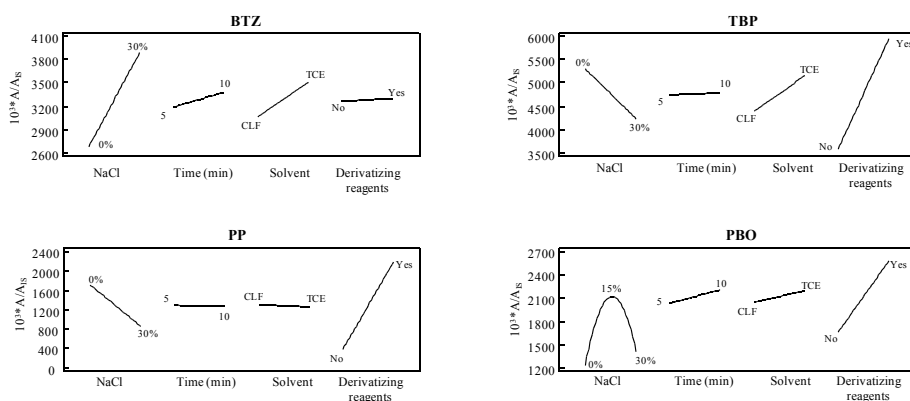 BTZ
10³*A/A_IS
4100
3800
3500
3200
2900
2600
30%
0%
5
10
CLF
TCE
No
Yes
NaCl
Time (min)
Solvent
Derivatizing
reagents
TBP
10³*A/A_IS
6000
5500
5000
4500
4000
3500
0%
30%
5
10
CLF
TCE
No
Yes
NaCl
Time (min)
Solvent
Derivatizing
reagents
PP
10³*A/A_IS
2400
2000
1600
1200
800
400
0
0%
30%
5
10
CLF
TCE
No
Yes
NaCl
Time (min)
Solvent
Derivatizing
reagents
PBO
10³*A/A_IS
2700
2400
2100
1800
1500
1200
15%
0%
30%
5
10
CLF
TCE
No
Yes
NaCl
Time (min)
Solvent
Derivatizing
reagents